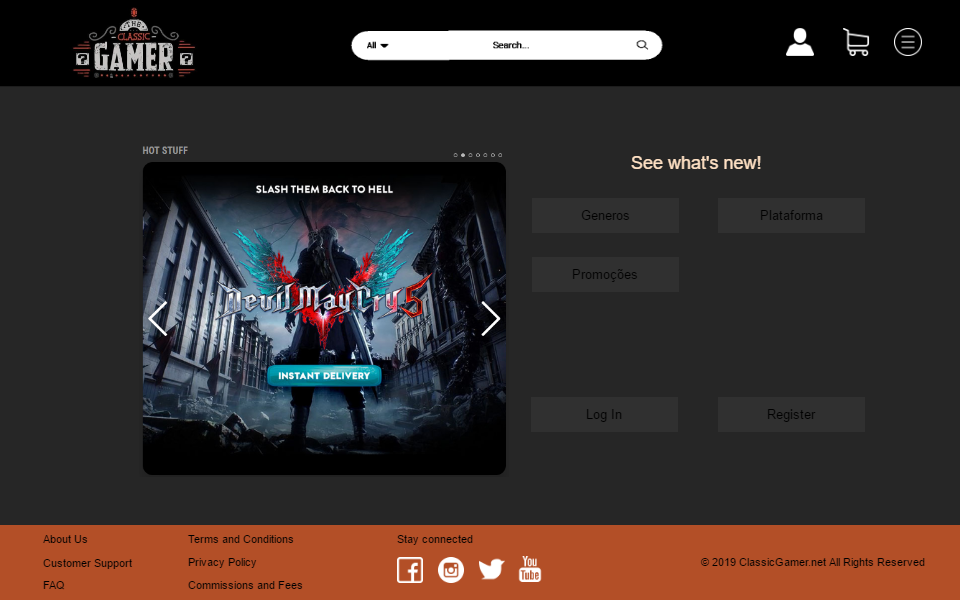 THE
CLASSIC
GAMER
All
Search...
HOT STUFF
SLASH THEM BACK TO HELL
Devil May Cry 5
INSTANT DELIVERY
See what's new!
Generos
Plataforma
Promoções
Log In
Register
About Us
Customer Support
FAQ
Terms and Conditions
Privacy Policy
Commissions and Fees
Stay connected
You
Tube
© 2019 ClassicGamer.net All Rights Reserved